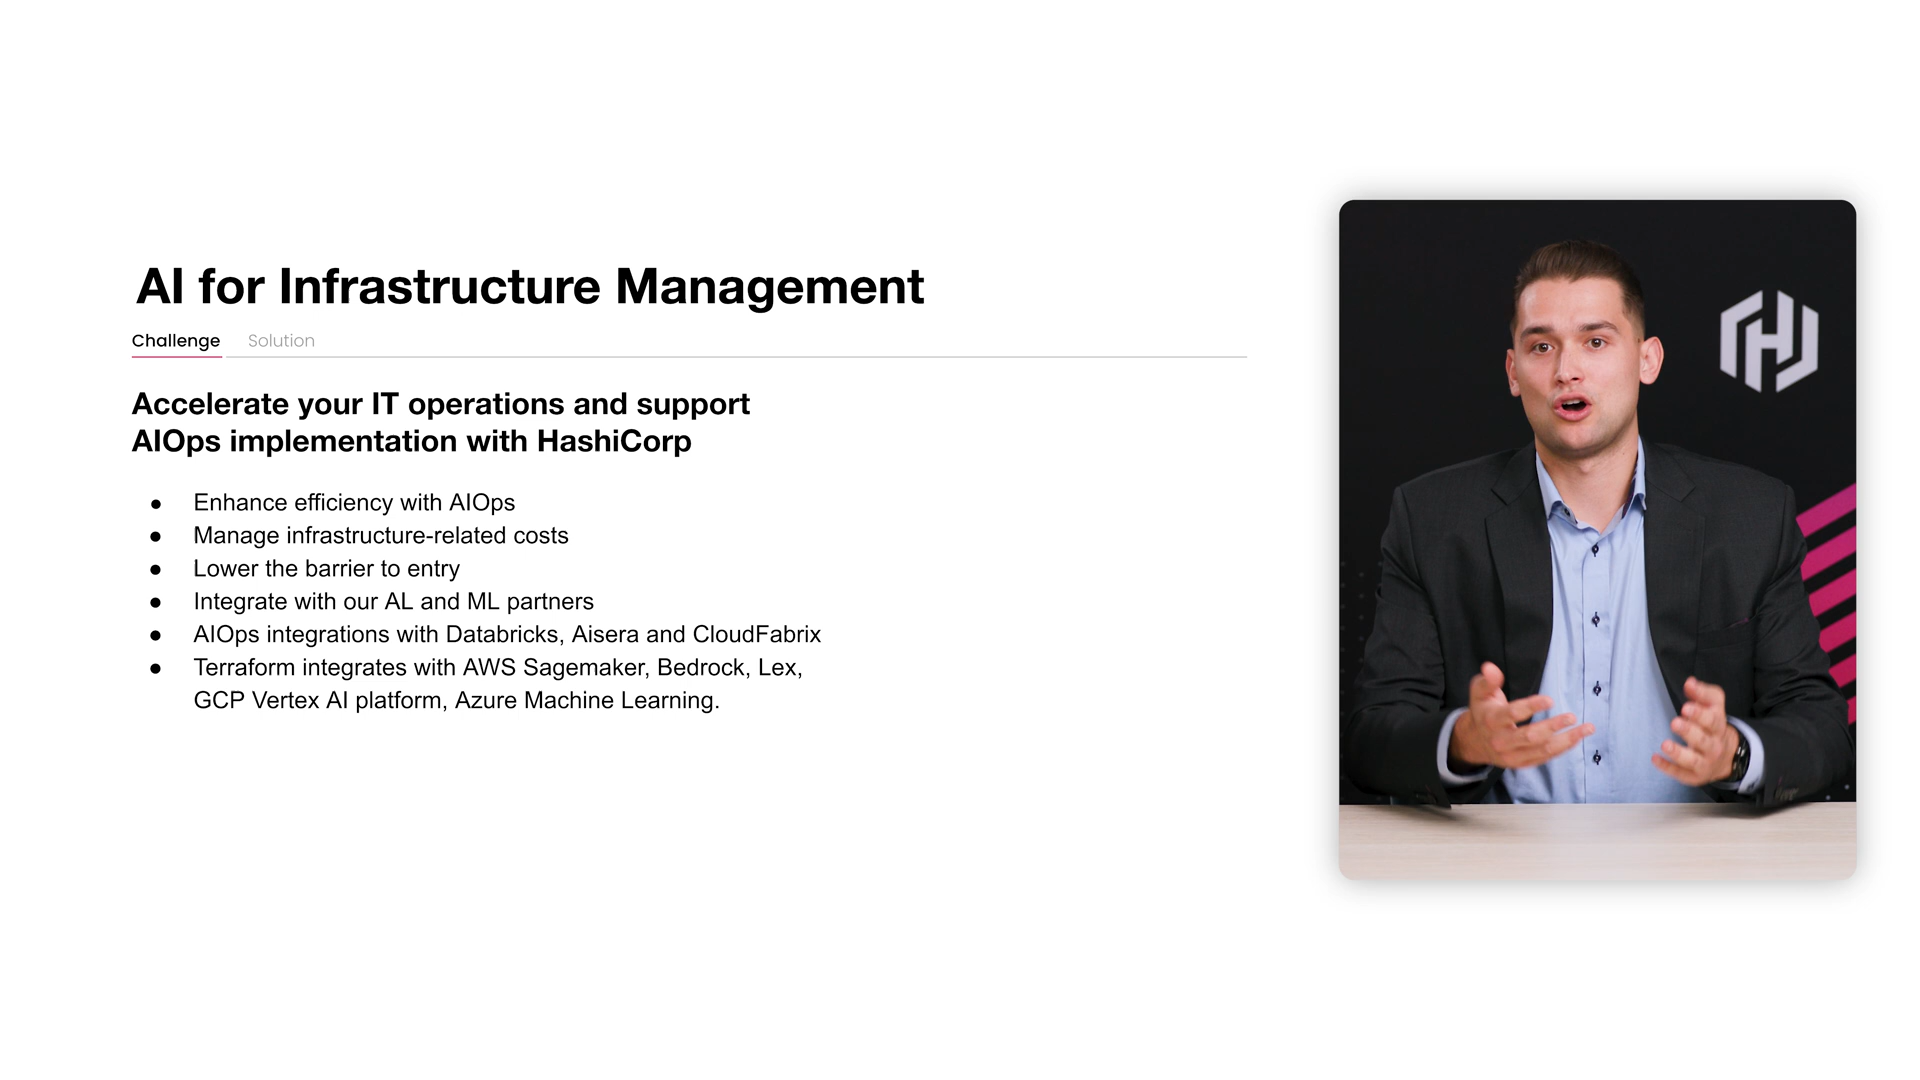 AI for Infrastructure Management
Challenge Solution
Accelerate your IT operations and support
AIOps implementation with HashiCorp
● Enhance efficiency with AIOps
● Manage infrastructure-related costs
● Lower the barrier to entry
● Integrate with our AL and ML partners
● AIOps integrations with Databricks, Aisera and CloudFabrix
● Terraform integrates with AWS Sagemaker, Bedrock, Lex,
GCP Vertex AI platform, Azure Machine Learning.